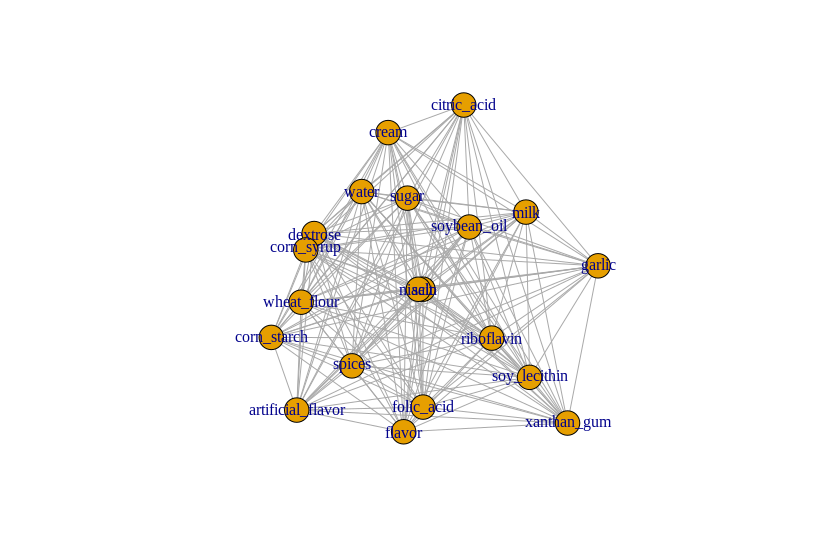 citric_acid
cream
water
sugar
milk
soybean_oil
dextrose
corn_syrup
garlic
niacin
salt
wheat_flour
corn_starch
riboflavin
spices
soy_lecithin
artificial_flavor
folic_acid
xanthan_gum
flavor